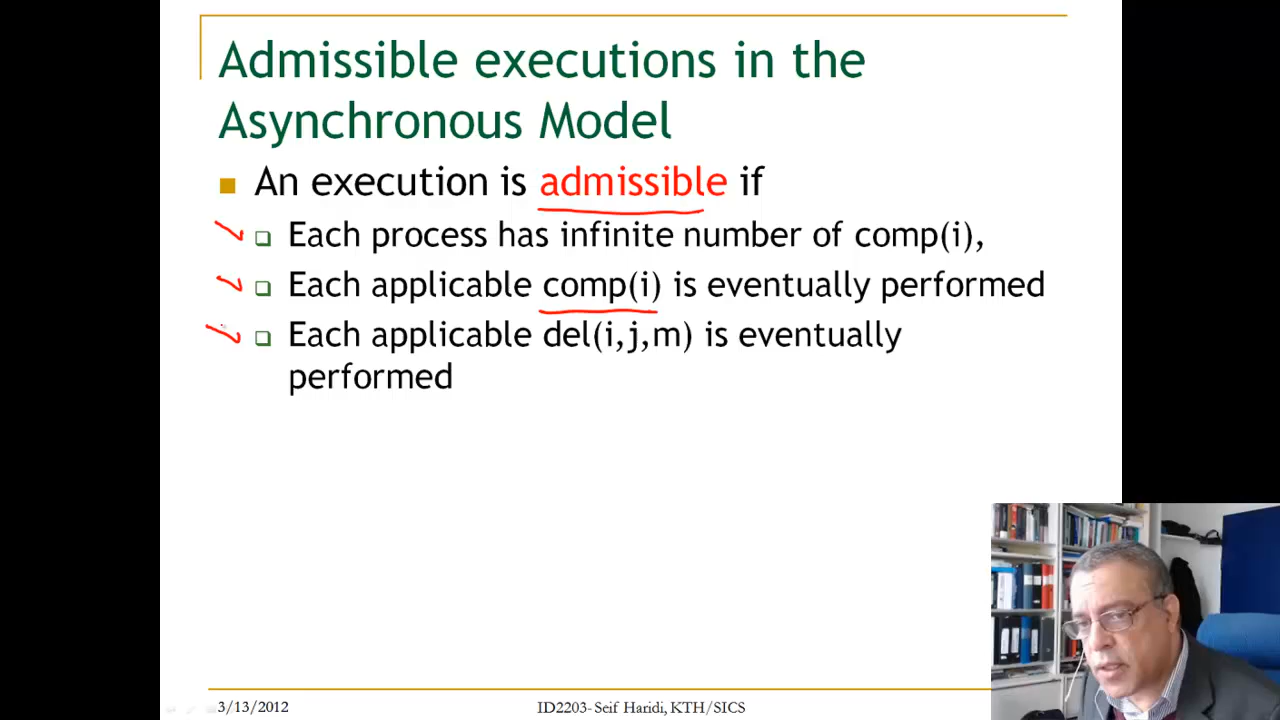 Admissible executions in the
Asynchronous Model
An execution is admissible if
Each process has infinite number of comp(i),
Each applicable comp(i) is eventually performed
Each applicable del(i,j,m) is eventually
performed
3/13/2012
ID2203- Seif Haridi, KTH/SICS